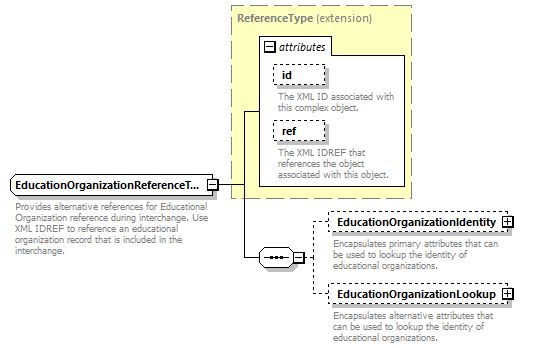 ReferenceType (extension)
attributes
id
The XML ID associated with
this complex object.
ref
The XML IDREF that
references the object
associated with this object.
EducationOrganizationReferenceT...
Provides alternative references for Educational
Organization reference during interchange. Use
XML IDREF to reference an educational
organization record that is included in the
interchange.
EducationOrganizationIdentity
Encapsulates primary attributes that can
be used to lookup the identity of
educational organizations.
EducationOrganizationLookup
Encapsulates alternative attributes that
can be used to lookup the identity of
educational organizations.